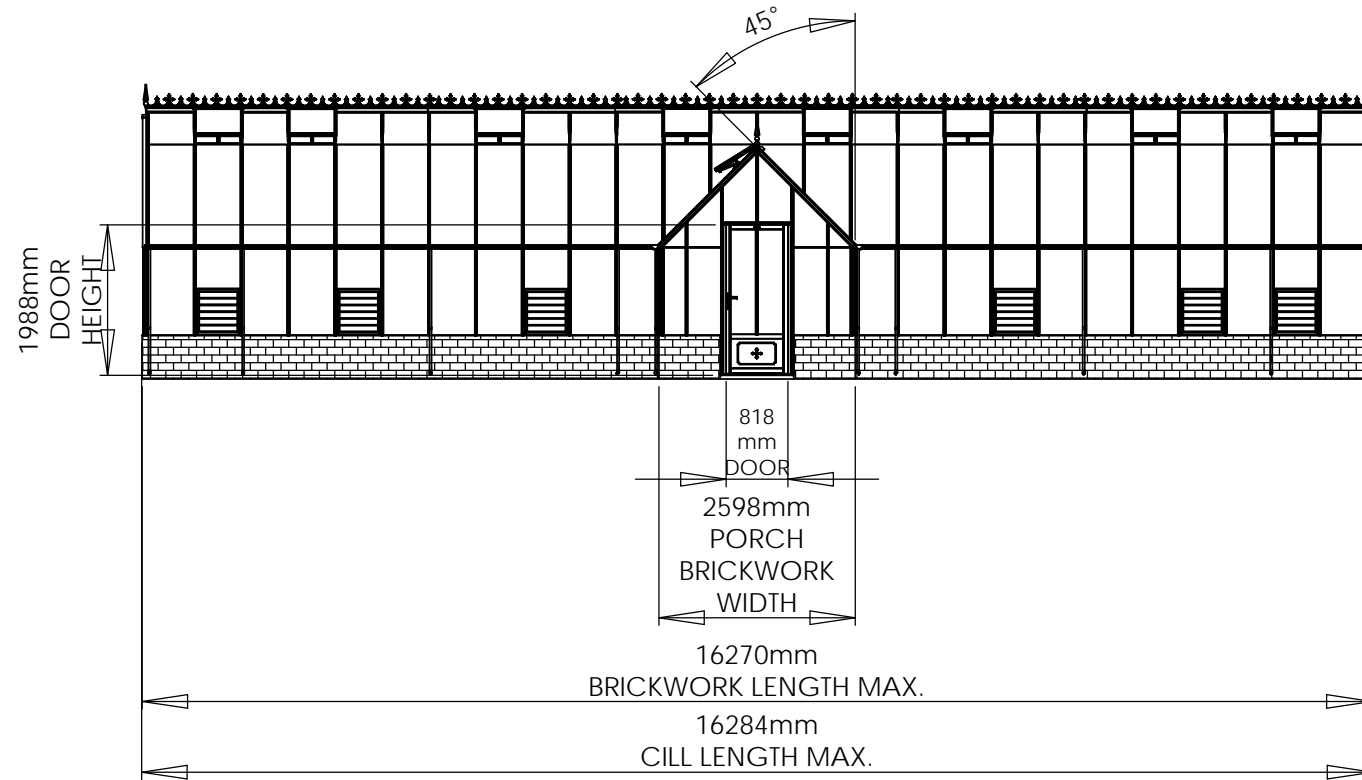 45°
1988mm
DOOR
HEIGHT
818
mm
DOOR
2598mm
PORCH
BRICKWORK
WIDTH
16270mm
BRICKWORK LENGTH MAX.
16284mm
CILL LENGTH MAX.